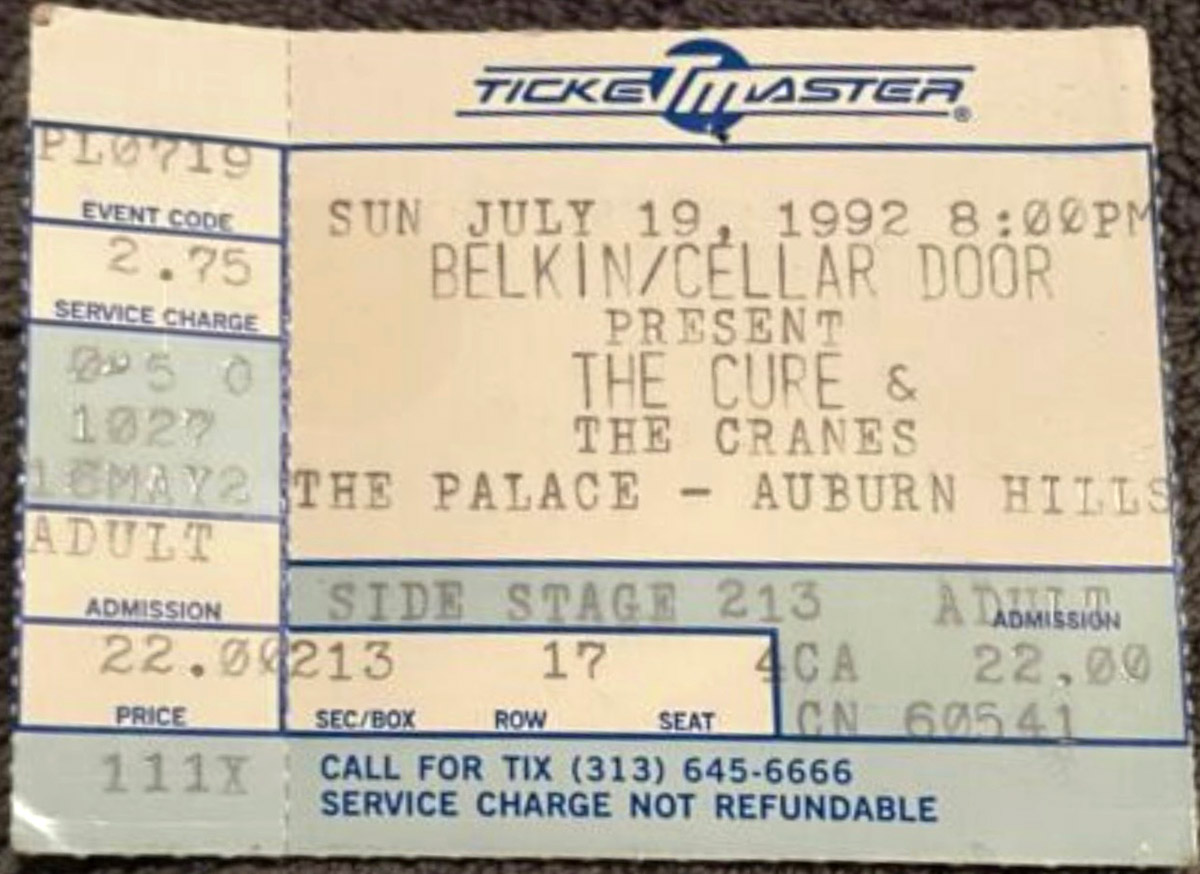 TICKETMASTER®
PL0719
EVENT CODE
2.75
SERVICE CHARGE
1027
MAY2
ADULT
ADMISSION
22.00
PRICE
111X
SUN JULY 19, 1992 8:00PM
BELKIN/CELLAR DOOR
PRESENT
THE CURE &
THE CRANES
THE PALACE - AUBURN HILLS
SIDE STAGE 213 ADULT
ADMISSION
213 17 4 CA 22.00
SEC/BOX ROW SEAT
CN 60541
CALL FOR TIX (313) 645-6666
SERVICE CHARGE NOT REFUNDABLE